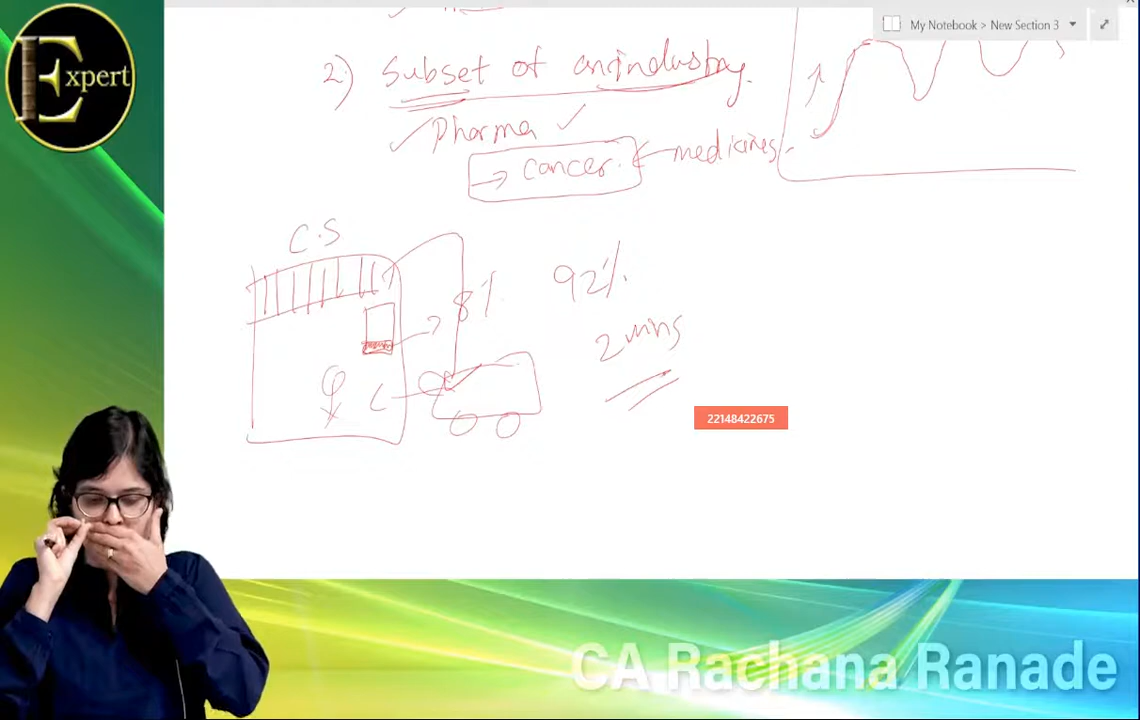 Expert
My Notebook > New Section 3
2) Subset of an industry.
Pharma
→ cancer. ← medicines
C.S
8%
92%
2 mins
22148422675
CA Rachana Ranade